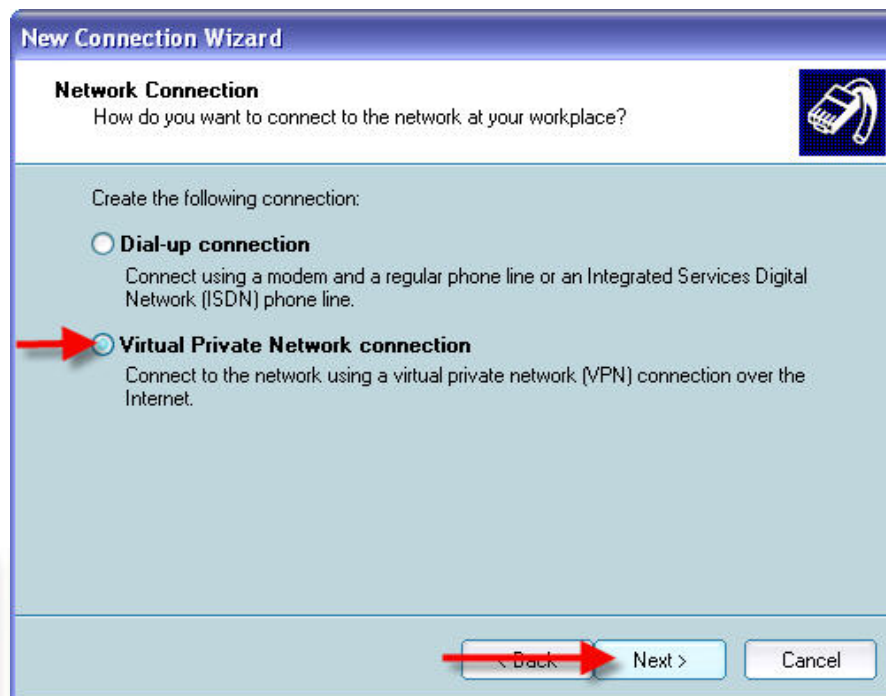 New Connection Wizard
Network Connection
How do you want to connect to the network at your workplace?
Create the following connection:
Dial-up connection
Connect using a modem and a regular phone line or an Integrated Services Digital
Network (ISDN) phone line.
Virtual Private Network connection
Connect to the network using a virtual private network (VPN) connection over the
Internet.
< Back Next > Cancel